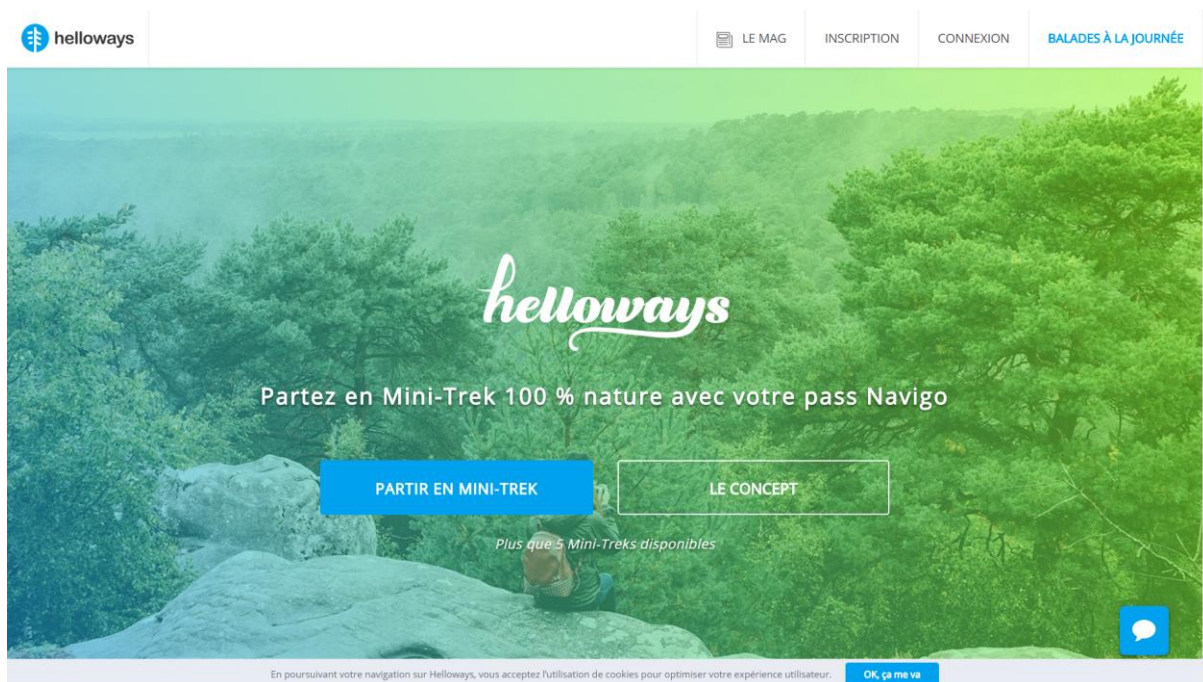 helloways
LE MAG
INSCRIPTION
CONNEXION
BALADES À LA JOURNÉE
helloways
Partez en Mini-Trek 100 % nature avec votre pass Navigo
PARTIR EN MINI-TREK
LE CONCEPT
Plus que 5 Mini-Treks disponibles
En poursuivant votre navigation sur Helloways, vous acceptez l'utilisation de cookies pour optimiser votre expérience utilisateur.
OK, ça me va